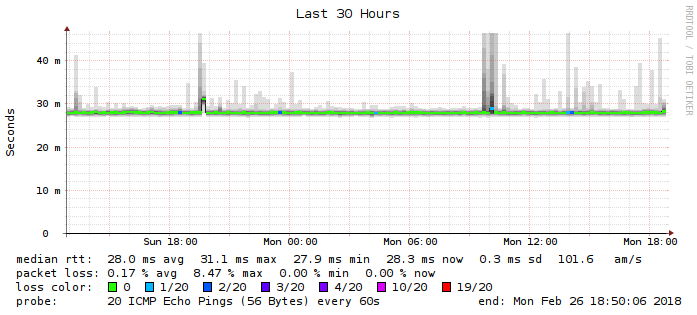 Last 30 Hours
RRDTOOL / TOBI OETIKER
Seconds
40 m
30 m
20 m
10 m
0
Sun 18:00 Mon 00:00 Mon 06:00 Mon 12:00 Mon 18:00
median rtt: 28.0 ms avg 31.1 ms max 27.9 ms min 28.3 ms now 0.3 ms sd 101.6 am/s
packet loss: 0.17 % avg 8.47 % max 0.00 % min 0.00 % now
loss color: 0 1/20 2/20 3/20 4/20 10/20 19/20
probe: 20 ICMP Echo Pings (56 Bytes) every 60s end: Mon Feb 26 18:50:06 2018